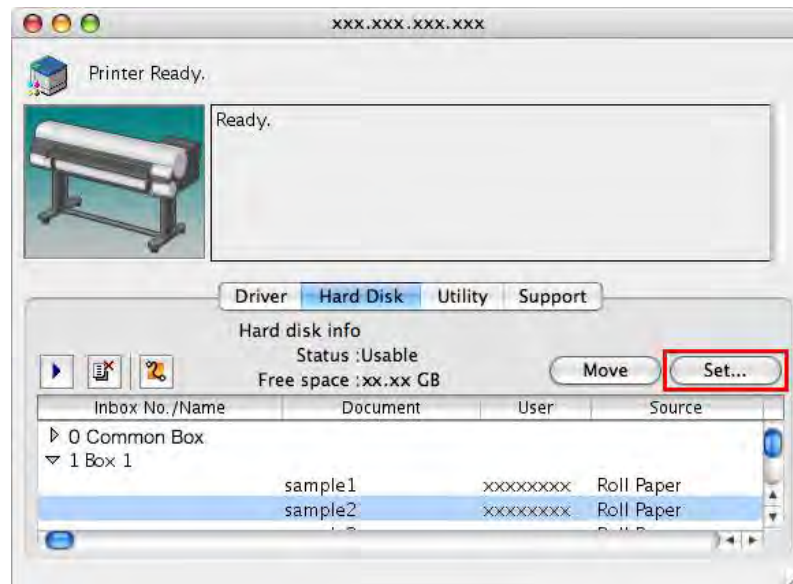 xxx.xxx.xxx.xxx
Printer Ready.
Ready.
Driver Hard Disk Utility Support
Hard disk info
Status :Usable
Free space :xx.xx GB
Move Set...
Inbox No./Name Document User Source
0 Common Box
1 Box 1
sample1 xxxxxxxx Roll Paper
sample2 xxxxxxxx Roll Paper